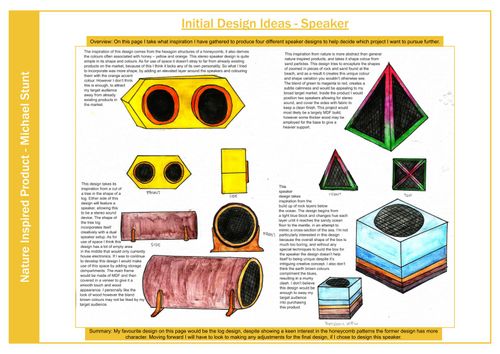 Initial Design Ideas - Speaker
Overview: On this page I take what inspiration I have gathered to produce four different speaker designs to help decide which project I want to pursue further.
Nature Inspired Product - Michael Stunt
The inspiration of this design comes from the hexagon structures of a honeycomb, it also derives
the colours often associated with honey – yellow and orange. This stereo speaker design is quite
simple in its shape and colours. As for use of space it doesn't stray to far from already existing
products on the market, because of this I think it lacks any of its own personality. So what I tried
to incorporate was more shape, by adding an elevated layer around the speakers and colouring
them with the orange accent
colour. However I don't think
this is enough, to attract
my target audience
away from already
existing products in
the market.
This inspiration from nature is more abstract then general
nature inspired products, and takes it shape colour from
sand particles. This design tries to encapsulate the shapes
of zoomed in pieces of rock and sand found at the
beach, and as a result it creates this unique colour
and shape variation you wouldn't otherwise see.
The blend of green to magenta to red, creates a
subtle calmness and would be appealing to my
broad target market. Inside the product I would
position two speakers allowing for stereo
sound, and cover the sides with fabric to
keep a clean finish. This project would
most likely be a largely MDF build,
however some thicker wood may be
employed for the base to give a
heavier support.
FRONT
SIDE
FRONT
TOP
This design takes its
inspiration from a cut of
a tree in the shape of a
log. Either side of this
design will feature a
speaker, allowing this
to be a stereo sound
device. The shape of
the tree log
incorporates itself
creatively with a dual
speaker setup. As for
use of space I think this
design has a lot of empty area
in the middle that would only currently
house electronics. If I was to continue
to develop this design I would make
use of this space by adding storage
compartments. The main frame
would be made of MDF and then
covered in a veneer to give it a
smooth touch and wood
appearance. I personally like the
look of wood however the bland
brown colours may not be liked by my
target audience.
SIDE
FRONT
This
speaker
design
takes
inspiration from the
build up of rock layers below
the ocean. The design begins from
a light blue block and changes hue each
layer until it reaches the sandy ocean
floor to the mantle, in an attempt to
mimic a cross section of the sea. I'm not
particularly interested in this design
because the overall shape of the box is
much too boring, and without any
special techniques to build the box for
the speaker the design doesn't help
itself to being unique despite it's
intriguing creative concept. I also don't
think the earth brown colours
complement the blues,
resulting in a murky
clash. I don't believe
this design would be
great enough to sway
my target audience
into purchasing
this product
Summary: My favourite design on this page would be the log design, despite showing a keen interest in the honeycomb patterns the former design has more
character. Moving forward I will have to look to making any adjustments for the final design, if I chose to design this speaker.